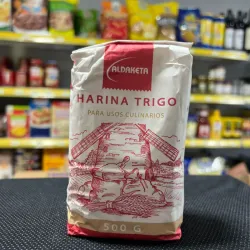 ALDAKETA
HARINA TRIGO
PARA USOS CULINARIOS
500 G